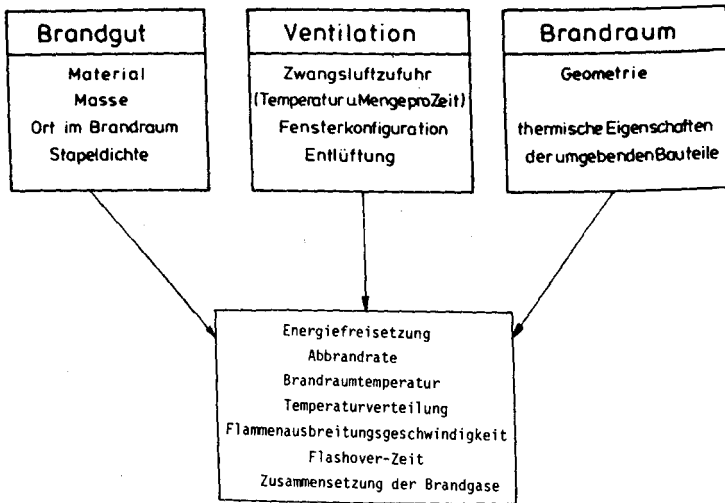 Brandgut
Material
Masse
Ort im Brandraum
Stapeldichte
Ventilation
Zwangsluftzufuhr
(Temperatur u. Menge pro Zeit)
Fensterkonfiguration
Entlüftung
Brandraum
Geometrie
thermische Eigenschaften
der umgebenden Bauteile
Energiefreisetzung
Abbrandrate
Brandraumtemperatur
Temperaturverteilung
Flammenausbreitungsgeschwindigkeit
Flashover-Zeit
Zusammensetzung der Brandgase